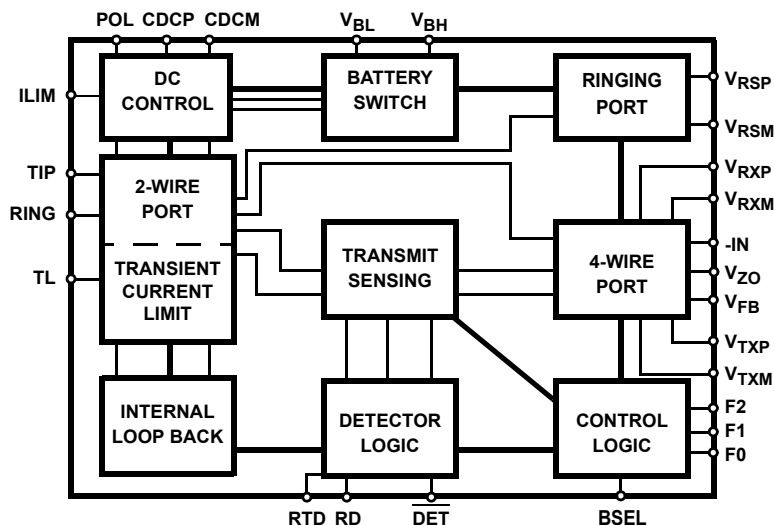 POL CDCP CDCM VBL VBH
DC
CONTROL
BATTERY
SWITCH
RINGING
PORT
ILIM
VRSP
VRSM
TIP
RING
TL
2-WIRE
PORT
TRANSIENT
CURRENT
LIMIT
TRANSMIT
SENSING
4-WIRE
PORT
VRXP
VRXM
-IN
VZO
VFB
VTXP
VTXM
INTERNAL
LOOP BACK
DETECTOR
LOGIC
CONTROL
LOGIC
F2
F1
F0
RTD RD DET BSEL